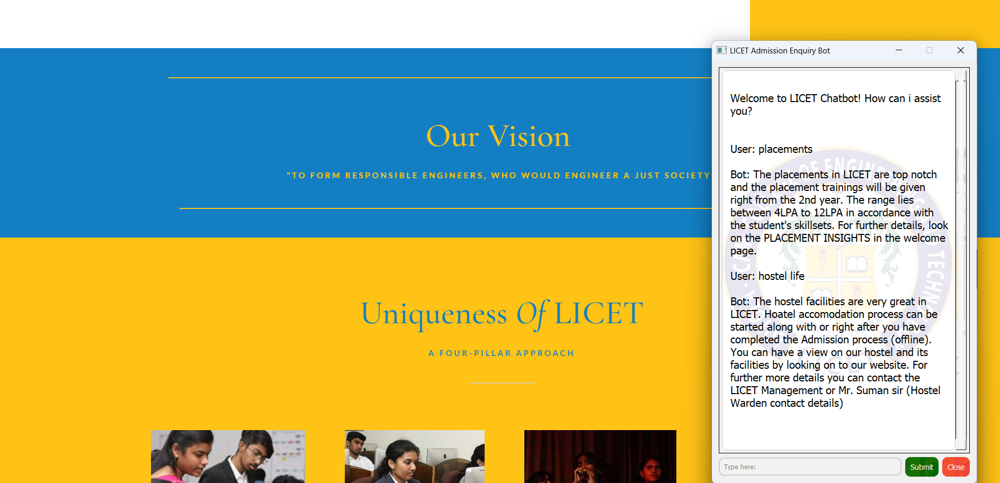 Our Vision
"TO FORM RESPONSIBLE ENGINEERS, WHO WOULD ENGINEER A JUST SOCIETY
Uniqueness Of LICET
A FOUR-PILLAR APPROACH
LICET Admission Enquiry Bot
Welcome to LICET Chatbot! How can i assist
you?
User: placements
Bot: The placements in LICET are top notch
and the placement trainings will be given
right from the 2nd year. The range lies
between 4LPA to 12LPA in accordance with
the student's skillsets. For further details, look
on the PLACEMENT INSIGHTS in the welcome
page.
User: hostel life
Bot: The hostel facilities are very great in
LICET. Hoatel accomodation process can be
started along with or right after you have
completed the Admission process (offline).
You can have a view on our hostel and its
facilities by looking on to our website. For
further more details you can contact the
LICET Management or Mr. Suman sir (Hostel
Warden contact details)
Type here:
Submit
Close
LICET